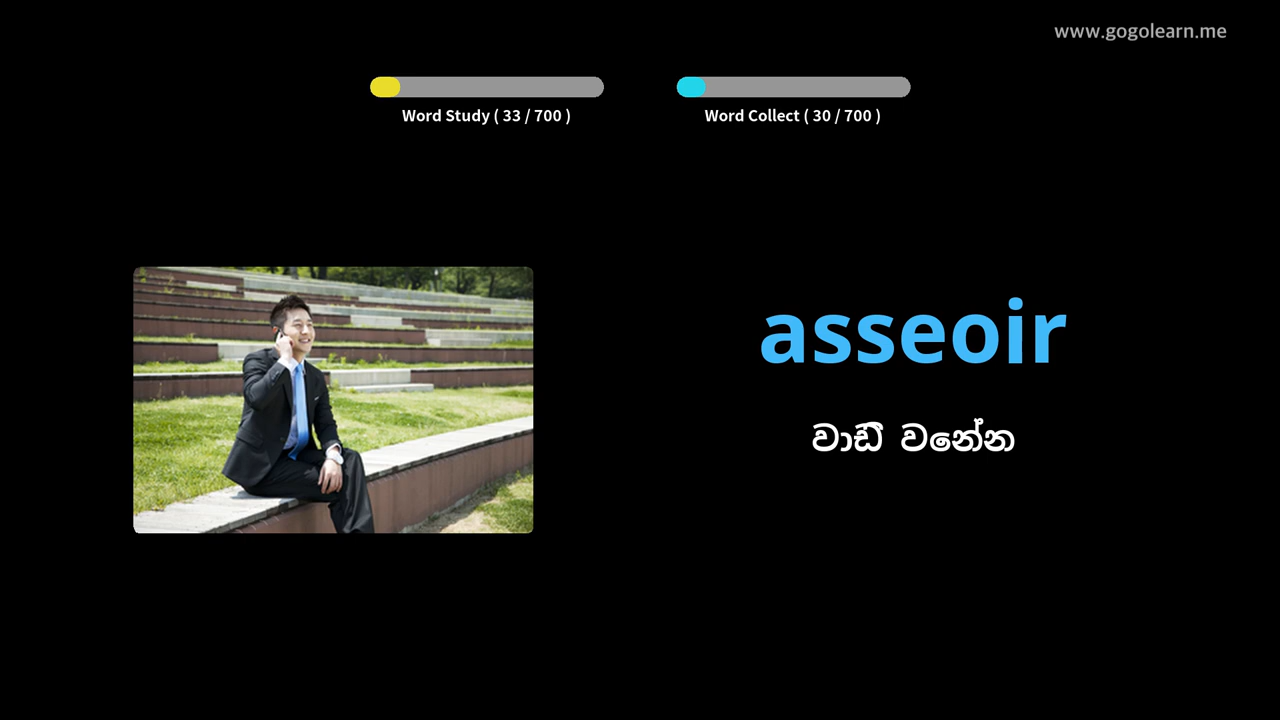 www.gogolearn.me
Word Study ( 33 / 700 )
Word Collect ( 30 / 700 )
asseoir
වාඩි වන්න